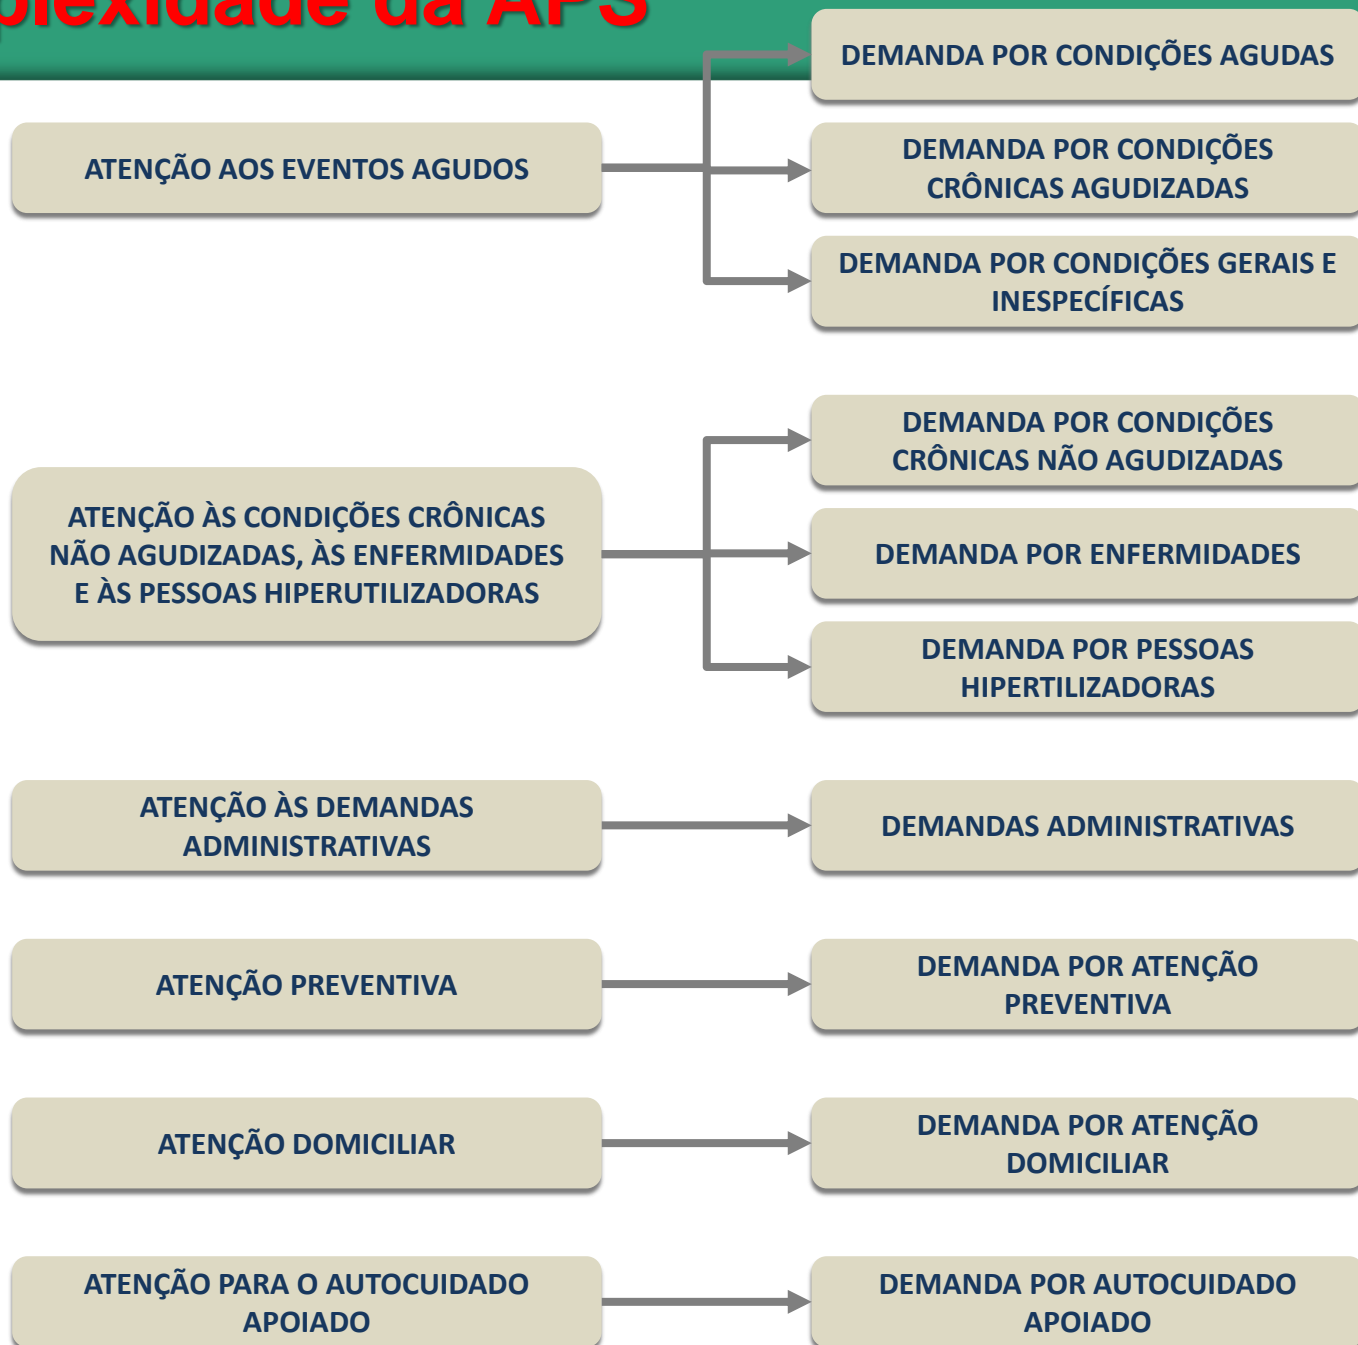 plexidade da APS
DEMANDA POR CONDIÇÕES AGUDAS
ATENÇÃO AOS EVENTOS AGUDOS
DEMANDA POR CONDIÇÕES
CRÔNICAS AGUDIZADAS
DEMANDA POR CONDIÇÕES GERAIS E
INESPECÍFICAS
ATENÇÃO ÀS CONDIÇÕES CRÔNICAS
NÃO AGUDIZADAS, ÀS ENFERMIDADES
E ÀS PESSOAS HIPERUTILIZADORAS
DEMANDA POR CONDIÇÕES
CRÔNICAS NÃO AGUDIZADAS
DEMANDA POR ENFERMIDADES
DEMANDA POR PESSOAS
HIPERTILIZADORAS
ATENÇÃO ÀS DEMANDAS
ADMINISTRATIVAS
DEMANDAS ADMINISTRATIVAS
ATENÇÃO PREVENTIVA
DEMANDA POR ATENÇÃO
PREVENTIVA
ATENÇÃO DOMICILIAR
DEMANDA POR ATENÇÃO
DOMICILIAR
ATENÇÃO PARA O AUTOCUIDADO
APOIADO
DEMANDA POR AUTOCUIDADO
APOIADO